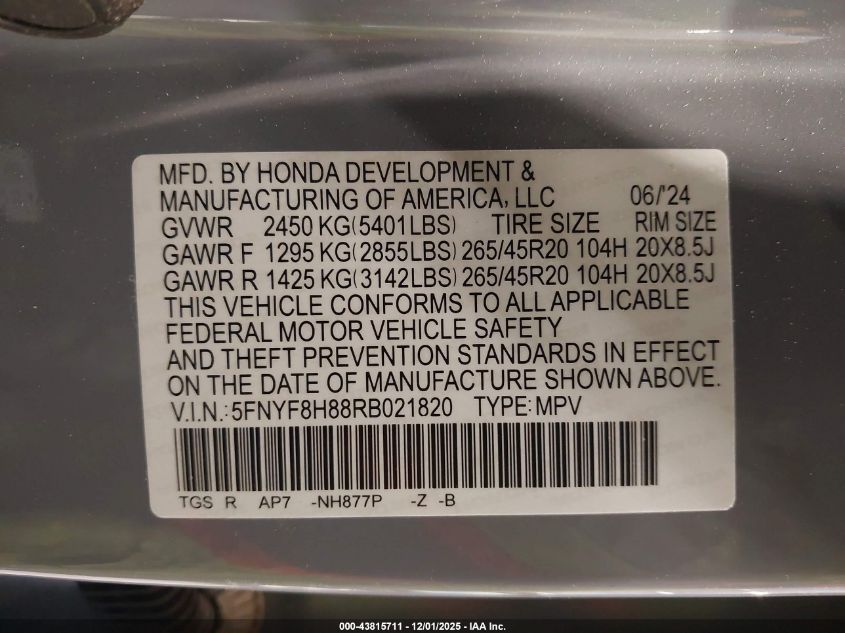 MFD. BY HONDA DEVELOPMENT &
MANUFACTURING OF AMERICA, LLC 06/'24
GVWR 2450 KG(5401LBS) TIRE SIZE RIM SIZE
GAWR F 1295 KG(2855LBS) 265/45R20 104H 20X8.5J
GAWR R 1425 KG(3142LBS) 265/45R20 104H 20X8.5J
THIS VEHICLE CONFORMS TO ALL APPLICABLE
FEDERAL MOTOR VEHICLE SAFETY
AND THEFT PREVENTION STANDARDS IN EFFECT
ON THE DATE OF MANUFACTURE SHOWN ABOVE.
V.I.N.:5FNYF8H88RB021820 TYPE:MPV
TGS R AP7 -NH877P -Z -B
000-43815711 - 12/01/2025 - IAA Inc.